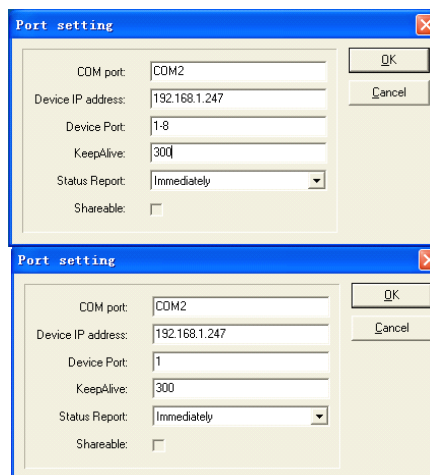 Port setting
COM port: COM2
OK
Device IP address: 192.168.1.247
Cancel
Device Port: 1-8
KeepAlive: 300
Status Report: Immediately
Shareable:
Port setting
COM port: COM2
OK
Device IP address: 192.168.1.247
Cancel
Device Port: 1
KeepAlive: 300
Status Report: Immediately
Shareable: